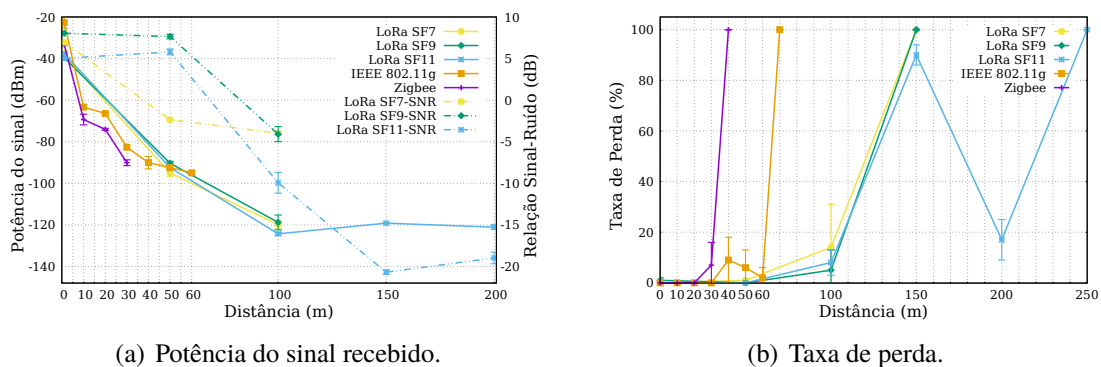 Potência do sinal (dBm)
-20
-40
-60
-80
-100
-120
-140
0 10 20 30 40 50 60 100 150 200
Distância (m)
10
5
0
-5
-10
-15
-20
Relação Sinal-Ruído (dB)
LoRa SF7
LoRa SF9
LoRa SF11
IEEE 802.11g
Zigbee
LoRa SF7-SNR
LoRa SF9-SNR
LoRa SF11-SNR
(a) Potência do sinal recebido.
Taxa de Perda (%)
100
80
60
40
20
0
0 10 20 30 40 50 60 100 150 200 250
Distância (m)
LoRa SF7
LoRa SF9
LoRa SF11
IEEE 802.11g
Zigbee
(b) Taxa de perda.